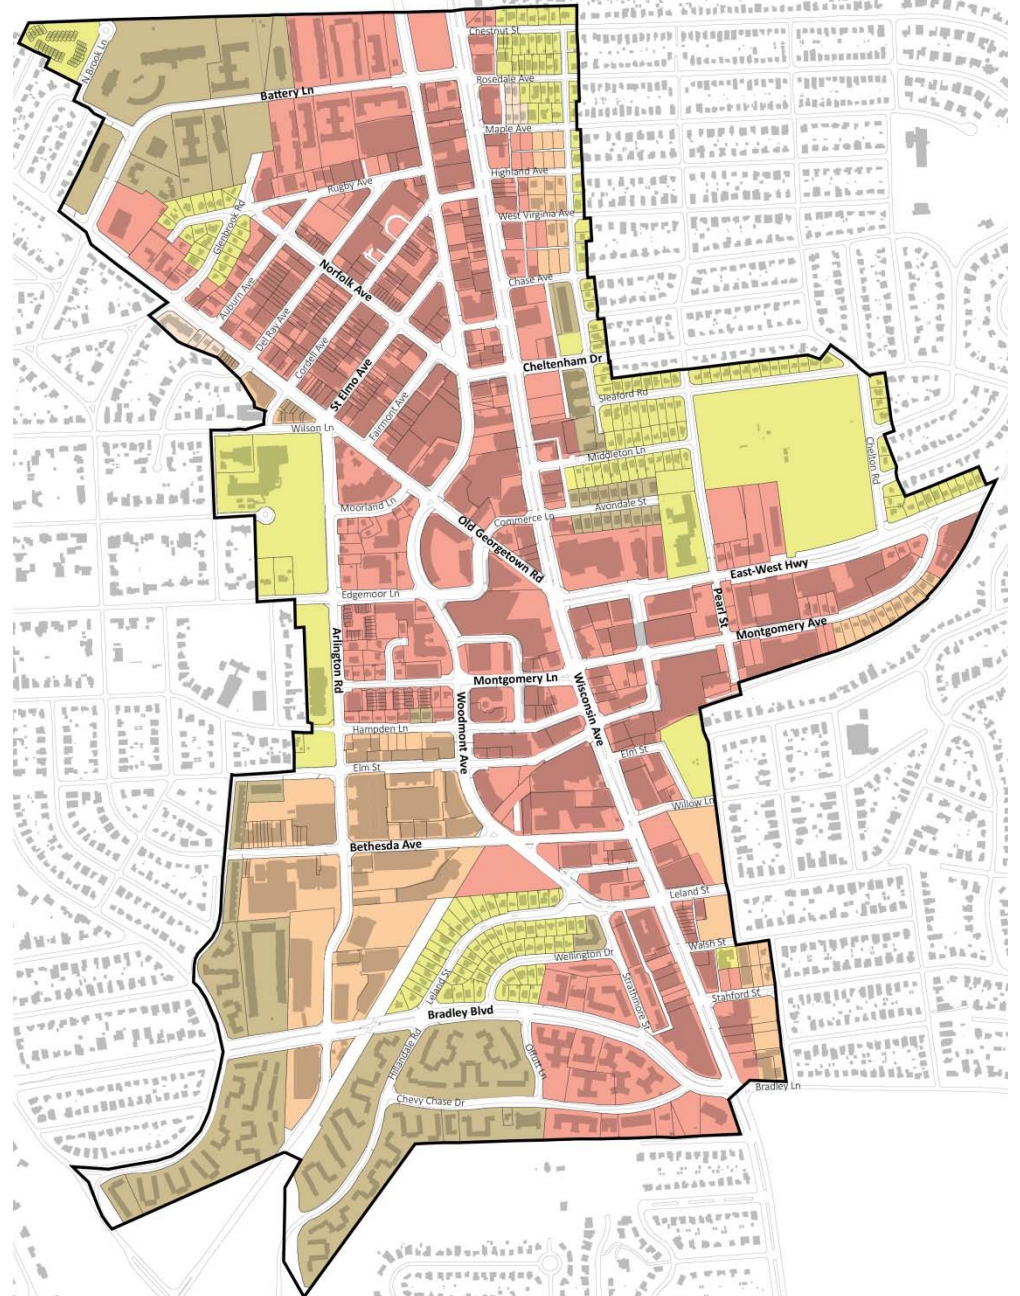 Chestnut St
N Brook Ln
Rosedale Ave
Battery Ln
Maple Ave
Highland Ave
Rugby Ave
West Virginia Ave
Glenbrook Rd
Norfolk Ave
Chase Ave
Auburn Ave
Del Ray Ave
Cordell Ave
St Elmo Ave
Cheltenham Dr
Sleaford Rd
Fairmont Ave
Wilson Ln
Middleton Ln
Chelton Rd
Moorland Ln
Avondale St
Commerce Ln
Old Georgetown Rd
East-West Hwy
Edgemoor Ln
Pearl St
Montgomery Ave
Arlington Rd
Montgomery Ln
Wisconsin Ave
Woodmont Ave
Hampden Ln
Elm St
Elm St
Willow Ln
Bethesda Ave
Leland St
Walsh St
Wellington Dr
Leland St
Strathmore St
Stahford St
Bradley Blvd
Hillandale Rd
Offutt Ln
Bradley Ln
Chevy Chase Dr